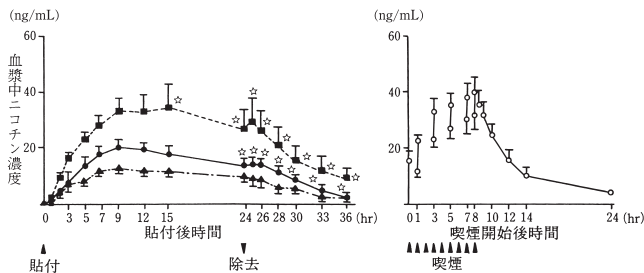 (ng/mL)
60
40
20
血漿中ニコチン濃度
0 3 5 7 9 12 15 24 26 28 30 33 36 (hr)
貼付後時間
貼付
除去
(ng/mL)
60
40
20
0 1 3 5 7 8 10 12 14 24 (hr)
喫煙開始後時間
喫煙